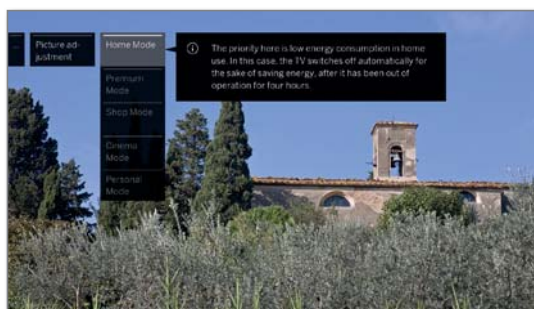 ...
Picture ad-
justment
Home Mode
The priority here is low energy consumption in home
use. In this case, the TV switches off automatically for
the sake of saving energy, after it has been out of
operation for four hours.
Premium
Mode
Shop Mode
Cinema
Mode
Personal
Mode